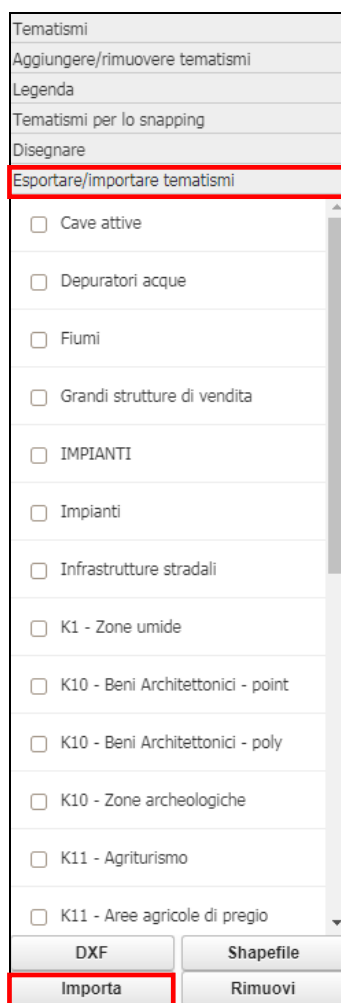 Tematismi
Aggiungere/rimuovere tematismi
Legenda
Tematismi per lo snapping
Disegnare
Esportare/importare tematismi
Cave attive
Depuratori acque
Fiumi
Grandi strutture di vendita
IMPIANTI
Impianti
Infrastrutture stradali
K1 - Zone umide
K10 - Beni Architettonici - point
K10 - Beni Architettonici - poly
K10 - Zone archeologiche
K11 - Agriturismo
K11 - Aree agricole di pregio
DXF Shapefile
Importa Rimuovi